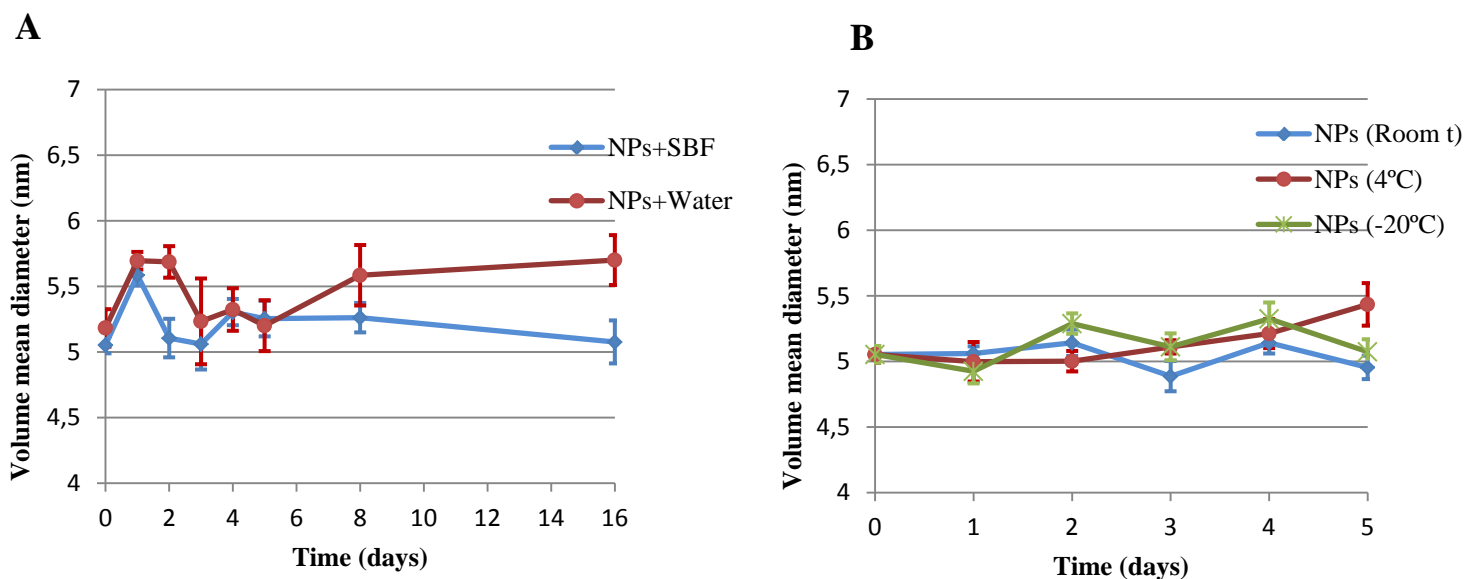 A
Volume mean diameter (nm)
7
6,5
6
5,5
5
4,5
4
0 2 4 6 8 10 12 14 16
Time (days)
NPs+SBF
NPs+Water
B
Volume mean diameter (nm)
7
6,5
6
5,5
5
4,5
4
0 1 2 3 4 5
Time (days)
NPs (Room t)
NPs (4ºC)
NPs (-20ºC)